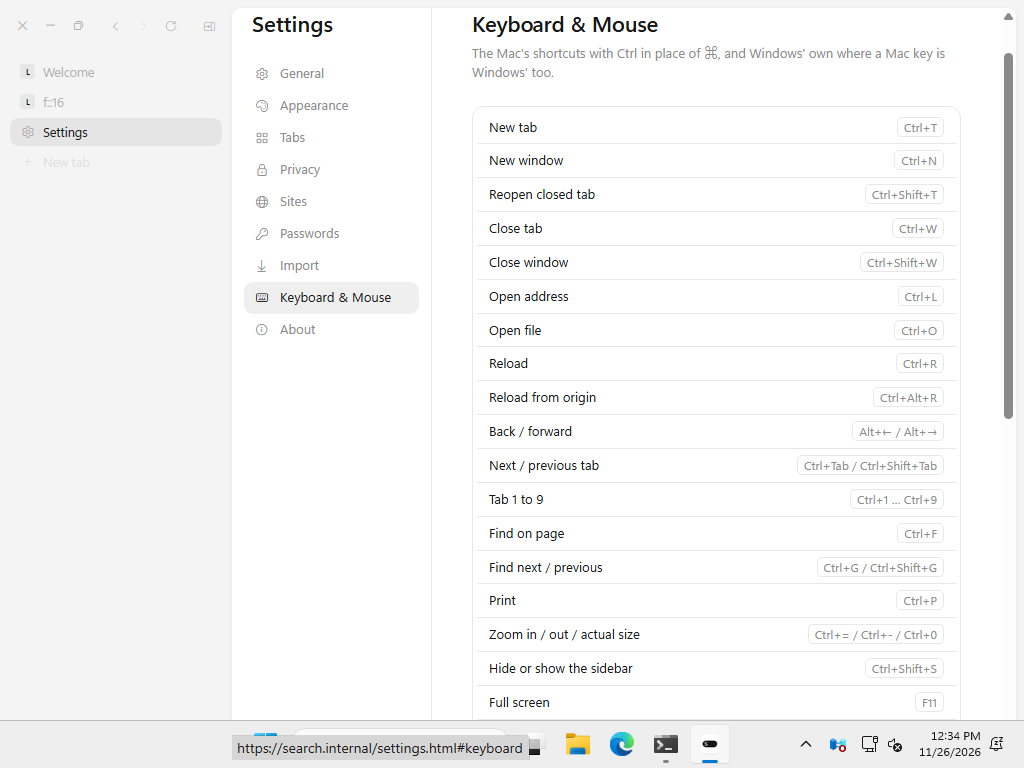 Settings
Keyboard & Mouse
The Mac's shortcuts with Ctrl in place of ⌘, and Windows' own where a Mac key is
Windows' too.
L Welcome
L f::16
Settings
New tab
General
Appearance
Tabs
Privacy
Sites
Passwords
Import
Keyboard & Mouse
About
New tab Ctrl+T
New window Ctrl+N
Reopen closed tab Ctrl+Shift+T
Close tab Ctrl+W
Close window Ctrl+Shift+W
Open address Ctrl+L
Open file Ctrl+O
Reload Ctrl+R
Reload from origin Ctrl+Alt+R
Back / forward Alt+← / Alt+→
Next / previous tab Ctrl+Tab / Ctrl+Shift+Tab
Tab 1 to 9 Ctrl+1 ... Ctrl+9
Find on page Ctrl+F
Find next / previous Ctrl+G / Ctrl+Shift+G
Print Ctrl+P
Zoom in / out / actual size Ctrl+= / Ctrl+- / Ctrl+0
Hide or show the sidebar Ctrl+Shift+S
Full screen F11
https://search.internal/settings.html#keyboard
12:34 PM
11/26/2026